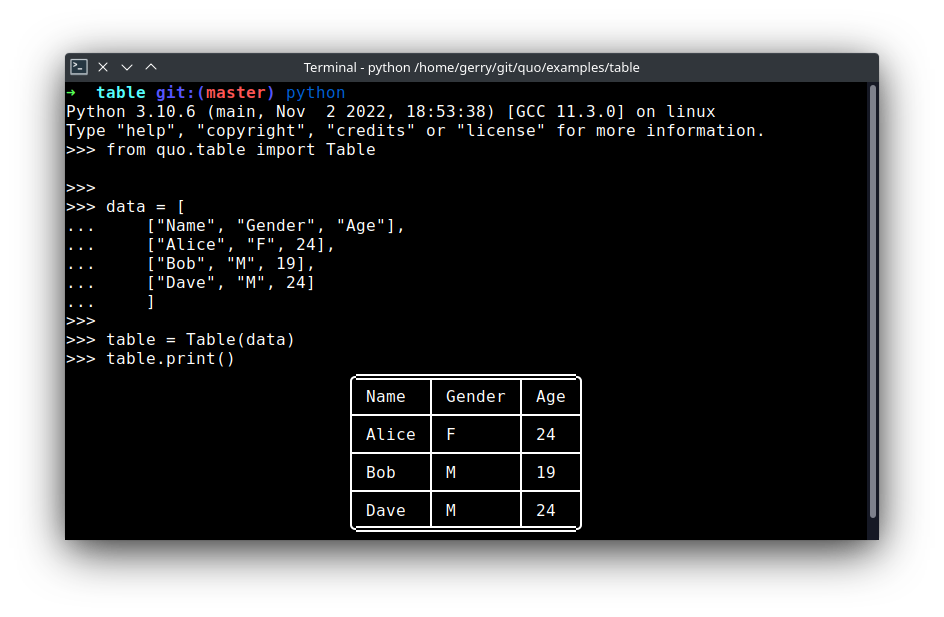 Terminal - python /home/gerry/git/quo/examples/table
➜  table git:(master) python
Python 3.10.6 (main, Nov  2 2022, 18:53:38) [GCC 11.3.0] on linux
Type "help", "copyright", "credits" or "license" for more information.
>>> from quo.table import Table
>>>
>>> data = [
...     ["Name", "Gender", "Age"],
...     ["Alice", "F", 24],
...     ["Bob", "M", 19],
...     ["Dave", "M", 24]
...     ]
>>>
>>> table = Table(data)
>>> table.print()
Name Gender Age
Alice F 24
Bob M 19
Dave M 24